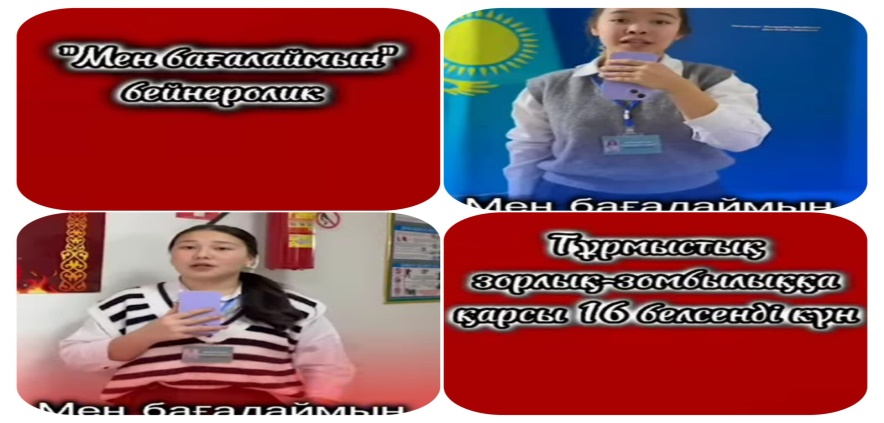 "Мен бағалаймын"
бейнеролик
Мен бағалаймын
Мен бағалаймын
Тұрмыстық
зорлық-зомбылыққа
қарсы 16 белсенді күн